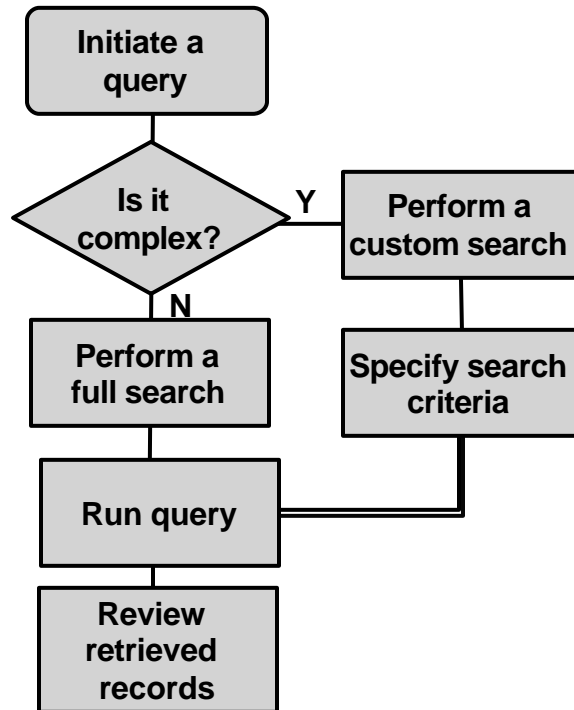 Initiate a
query
Is it
complex?
Y
Perform a
custom search
N
Perform a
full search
Specify search
criteria
Run query
Review
retrieved
records